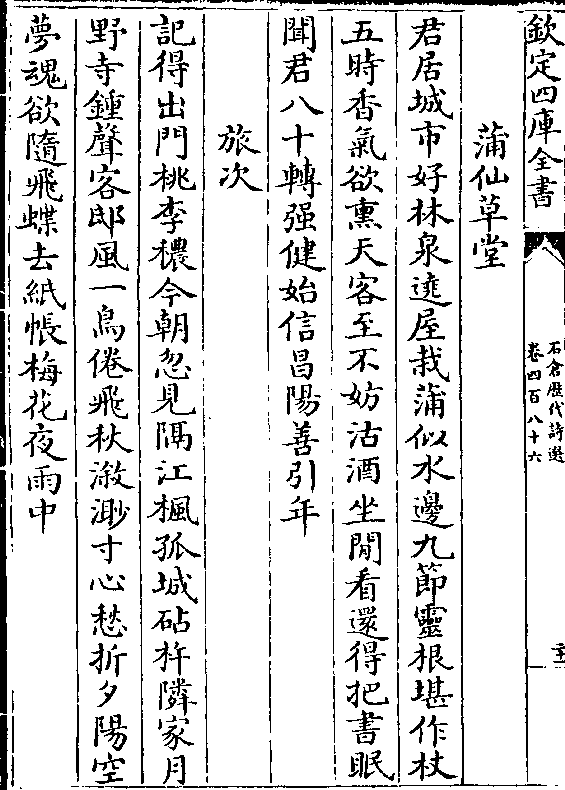 欽定四庫全書
石倉歷代詩選
卷四百八十六
蒲仙草堂
君居城市好林泉遶屋栽蒲似水邊九節靈根堪作杖
五時香氣欲熏天客至不妨沽酒坐閒看還得把書眠
聞君八十轉强健始信昌陽善引年
旅次
記得出門桃李穠今朝忽見隔江楓孤城砧杵隣家月
野寺鍾聲客邸風一鳥倦飛秋漵渺寸心愁折夕陽空
夢魂欲隨飛蝶去紙帳梅花夜雨中